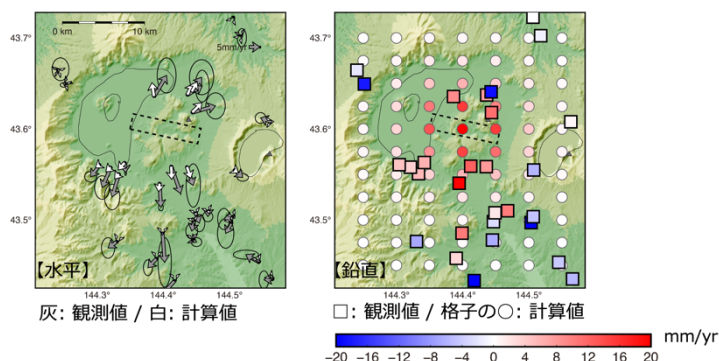 0 km 10 km
5mm/yr
43.7°
43.6°
43.5°
144.3° 144.4° 144.5°
【水平】
灰: 観測値 / 白: 計算値
43.7°
43.6°
43.5°
144.3° 144.4° 144.5°
【鉛直】
□: 観測値 / 格子の○: 計算値
mm/yr
−20 −16 −12 −8 −4 0 4 8 12 16 20